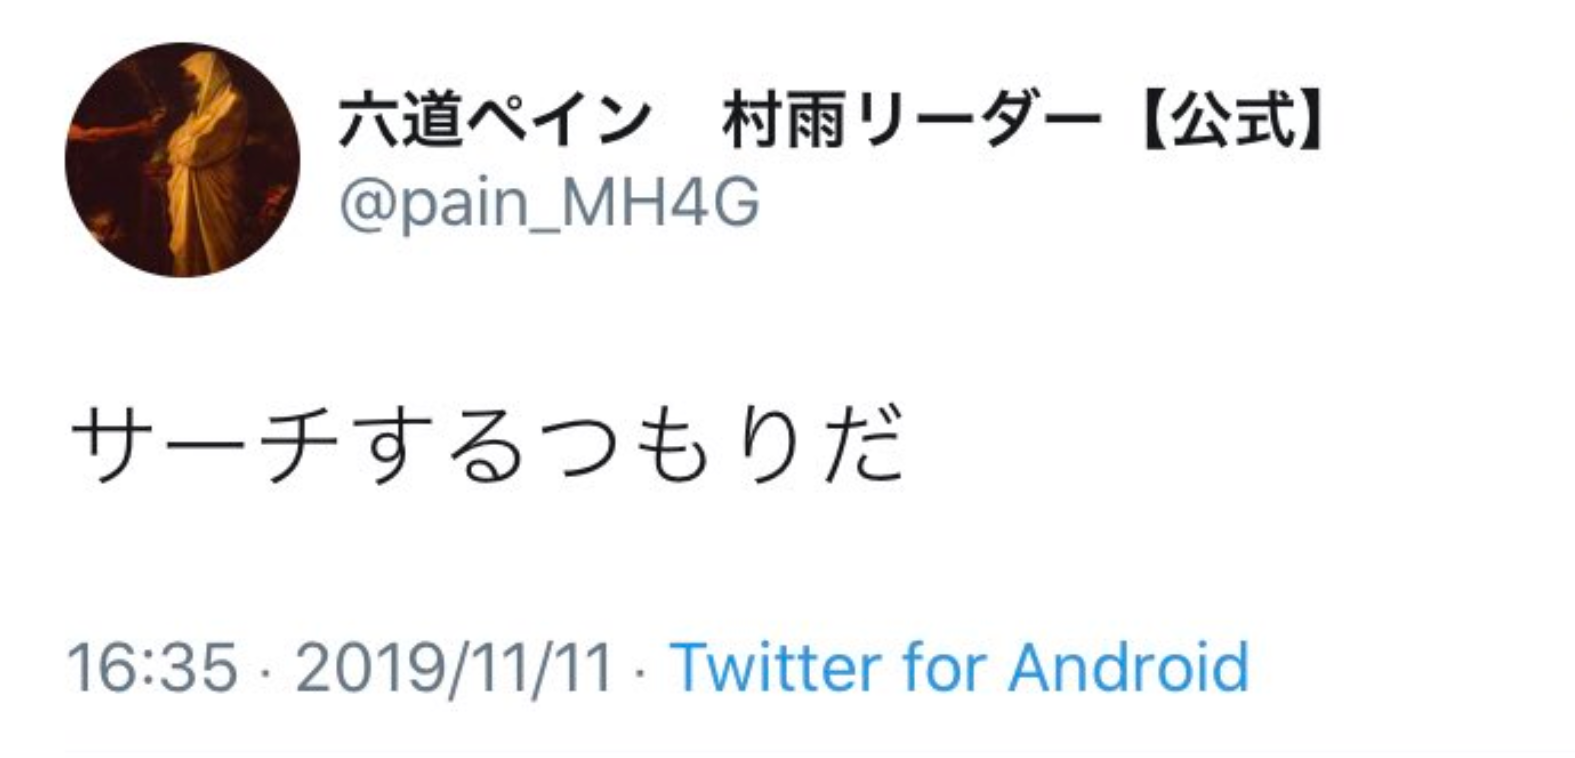 六道ペイン　村雨リーダー【公式】
@pain_MH4G
サーチするつもりだ
16:35 · 2019/11/11 · Twitter for Android